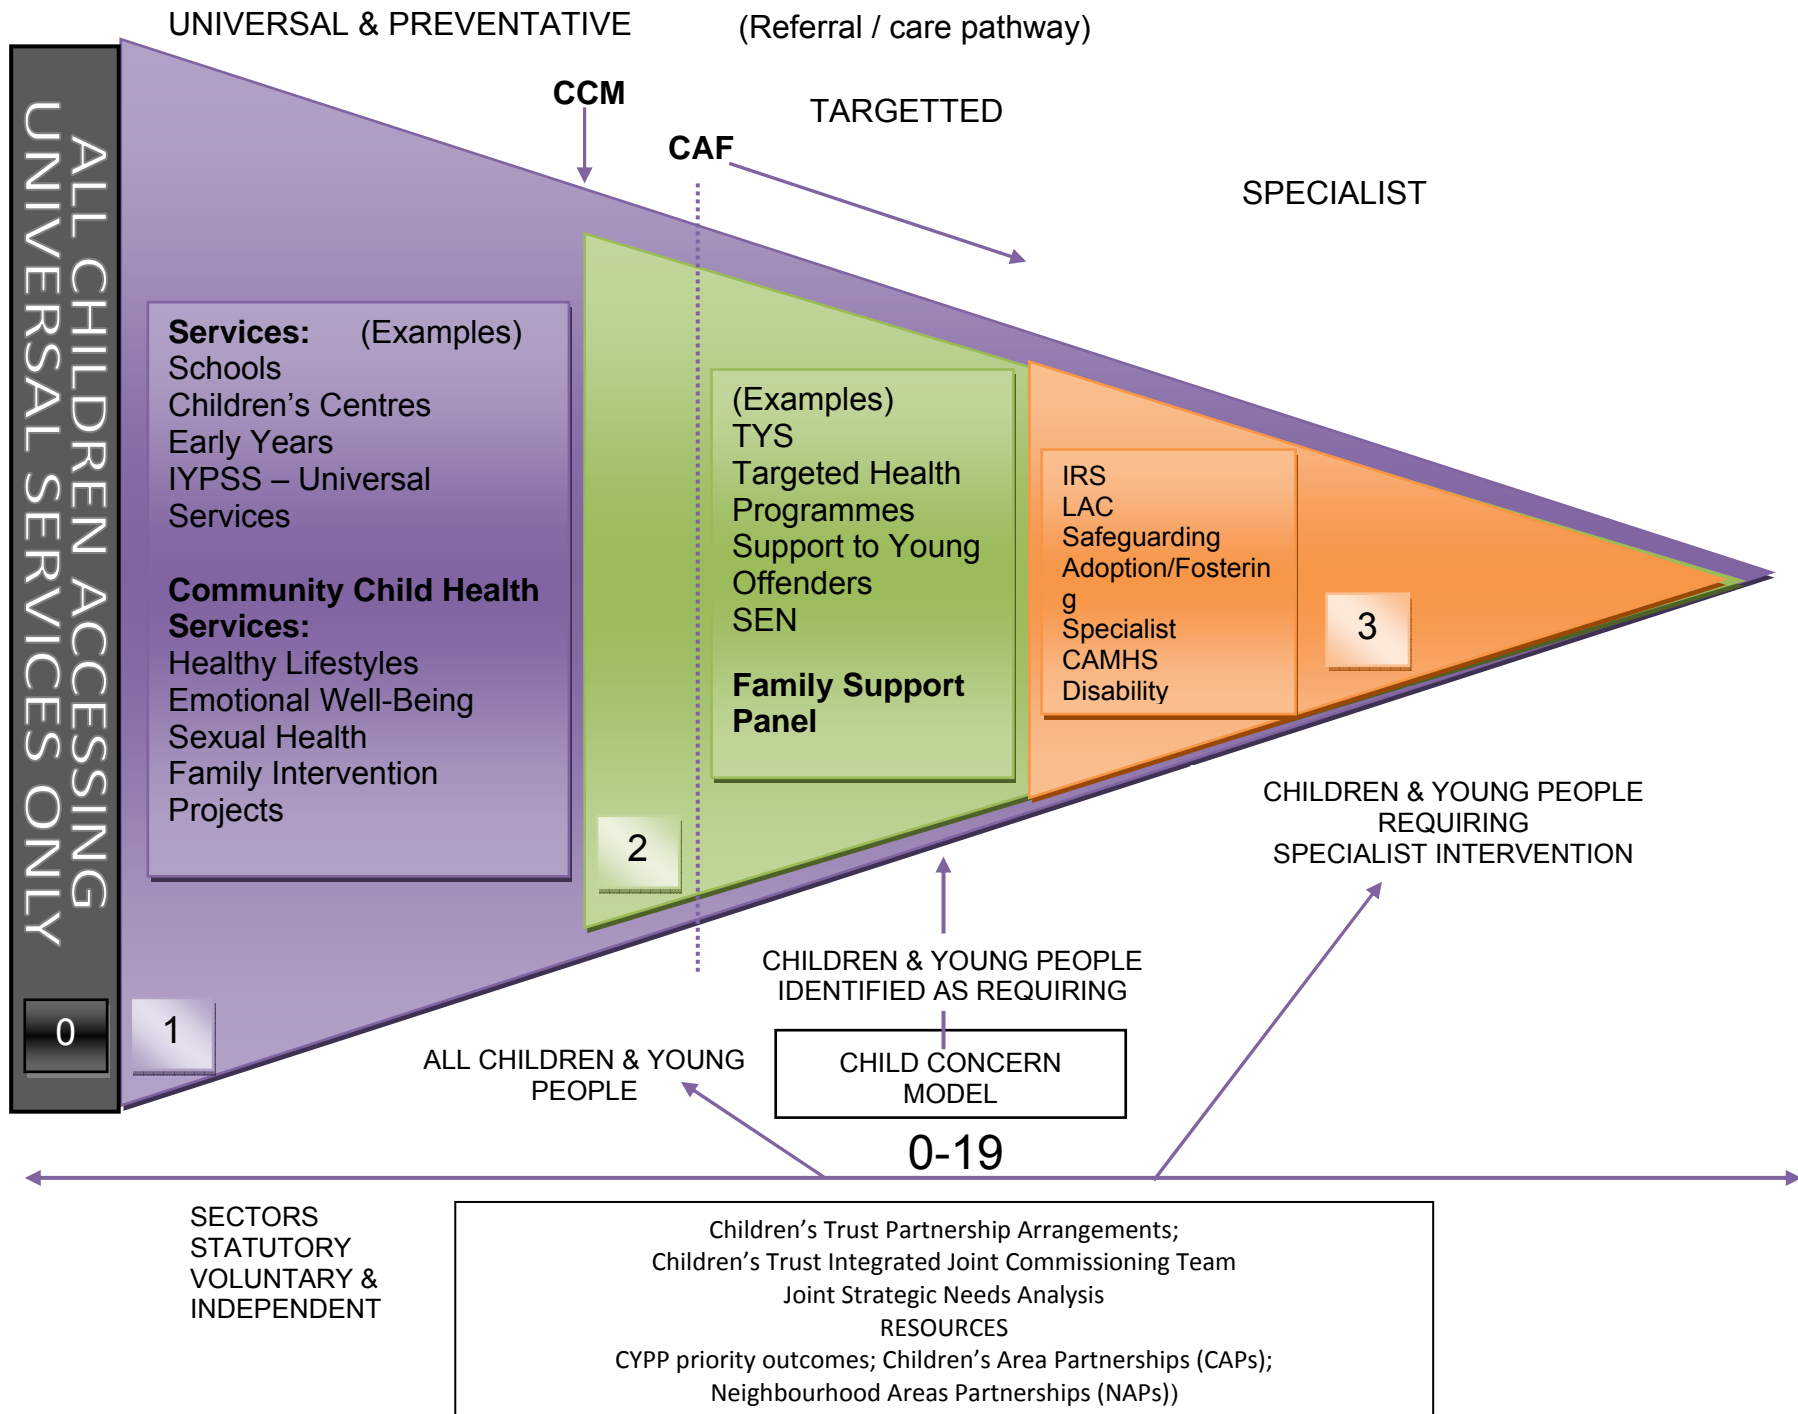 UNIVERSAL & PREVENTATIVE
(Referral / care pathway)
CCM
TARGETTED
CAF
SPECIALIST
ALL CHILDREN ACCESSING
UNIVERSAL SERVICES ONLY
0
Services: (Examples)
Schools
Children’s Centres
Early Years
IYPSS – Universal
Services
Community Child Health
Services:
Healthy Lifestyles
Emotional Well-Being
Sexual Health
Family Intervention
Projects
1
(Examples)
TYS
Targeted Health
Programmes
Support to Young
Offenders
SEN
Family Support
Panel
2
IRS
LAC
Safeguarding
Adoption/Fosterin
g
Specialist
CAMHS
Disability
3
CHILDREN & YOUNG PEOPLE
REQUIRING
SPECIALIST INTERVENTION
CHILDREN & YOUNG PEOPLE
IDENTIFIED AS REQUIRING
ALL CHILDREN & YOUNG
PEOPLE
CHILD CONCERN
MODEL
0-19
SECTORS
STATUTORY
VOLUNTARY &
INDEPENDENT
Children’s Trust Partnership Arrangements;
Children’s Trust Integrated Joint Commissioning Team
Joint Strategic Needs Analysis
RESOURCES
CYPP priority outcomes; Children’s Area Partnerships (CAPs);
Neighbourhood Areas Partnerships (NAPs))